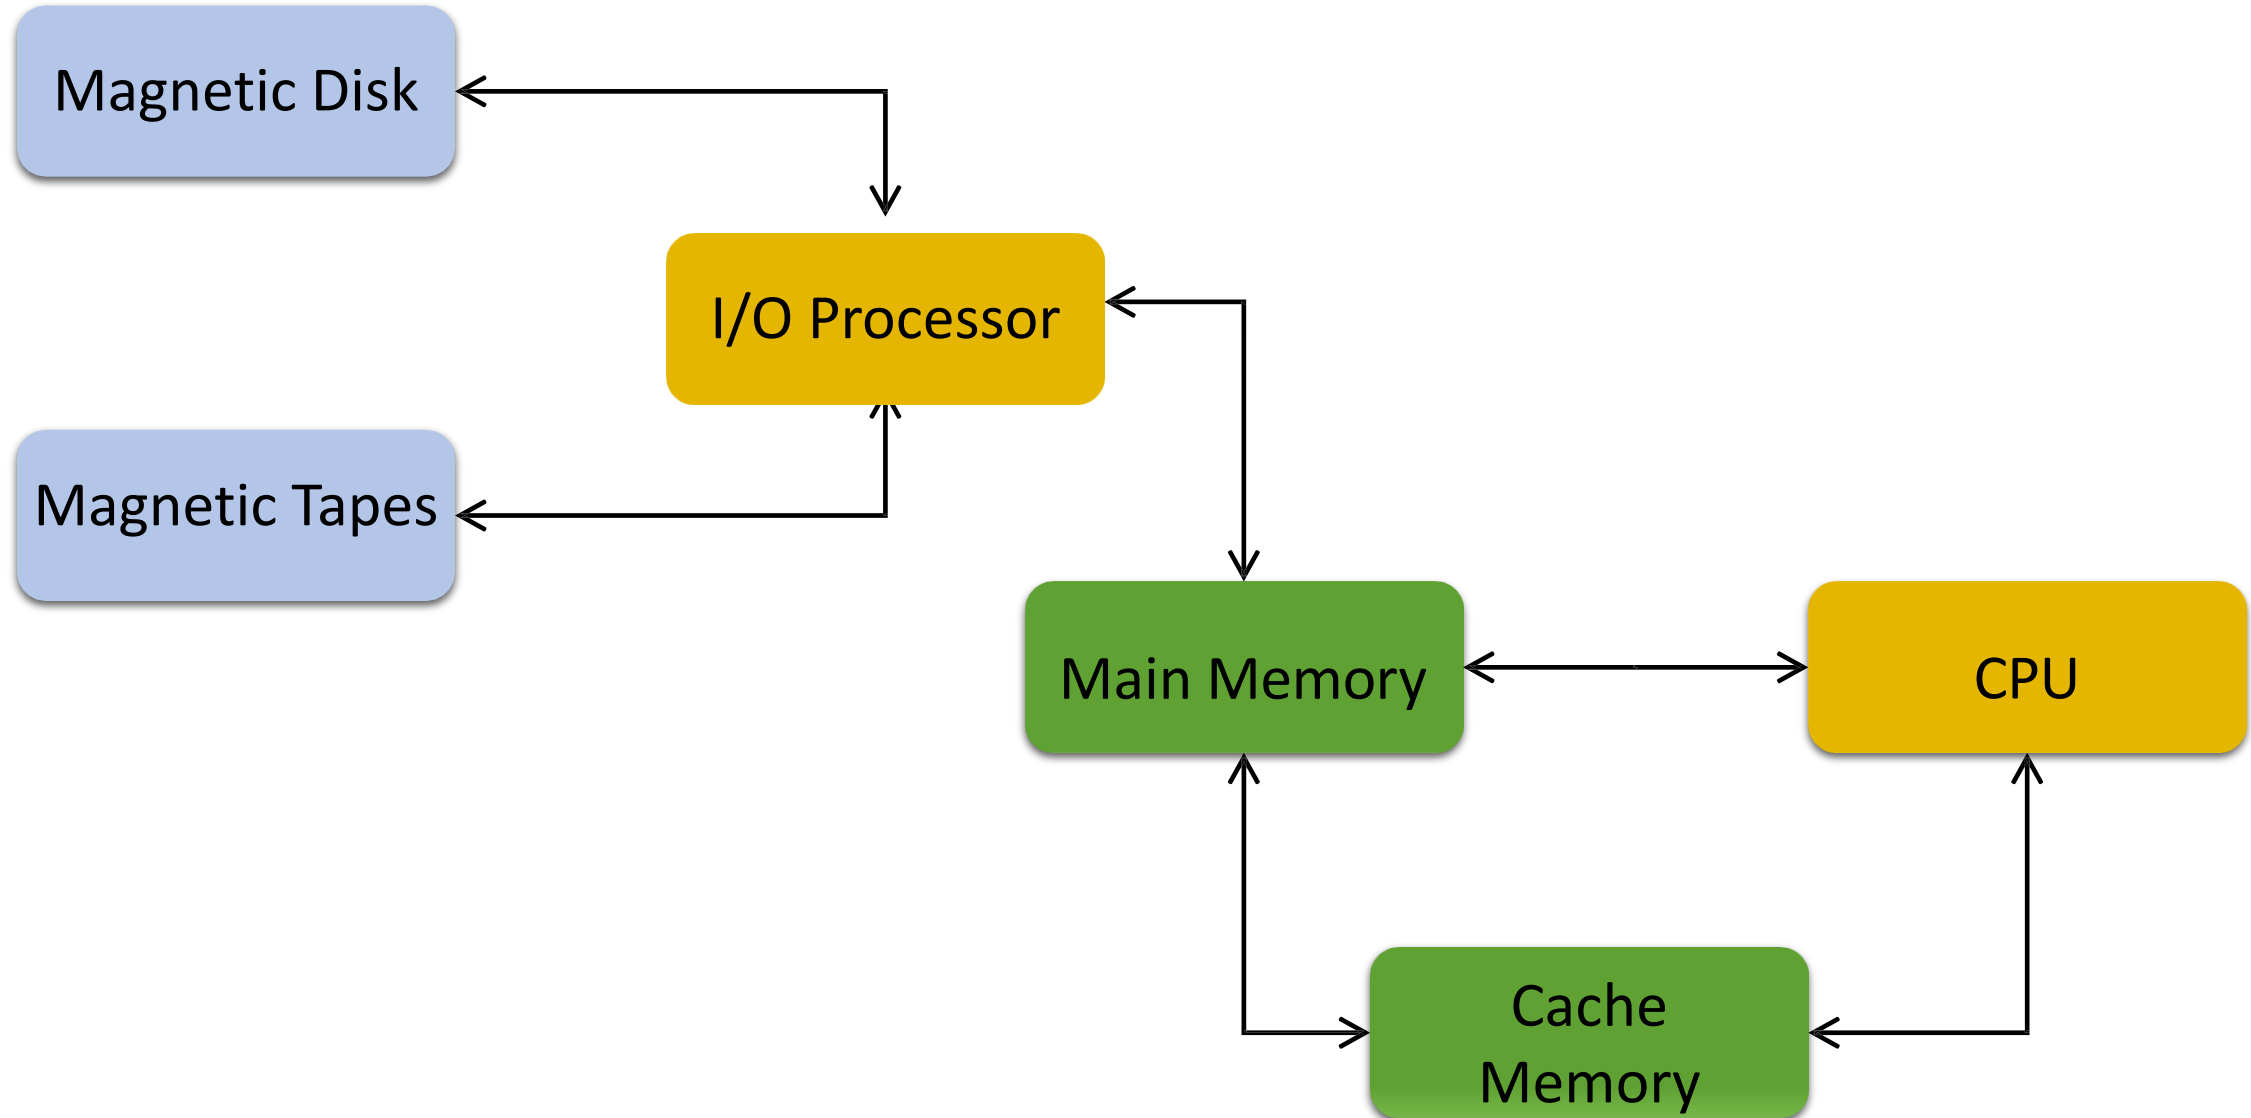 Magnetic Disk
I/O Processor
Magnetic Tapes
Main Memory
CPU
Cache
Memory